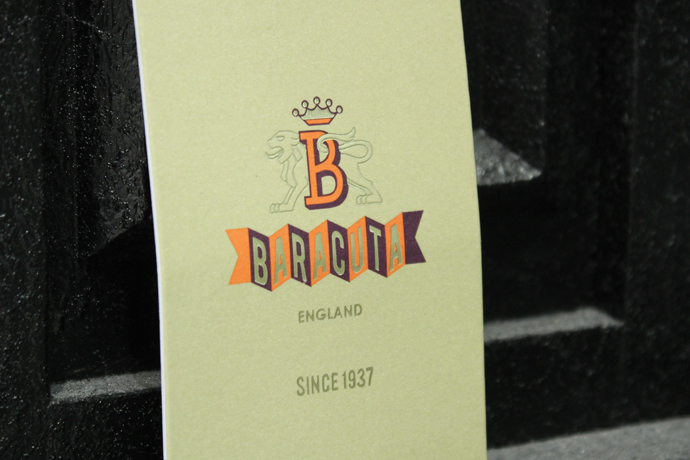 B
BARACUTA
ENGLAND
SINCE 1937